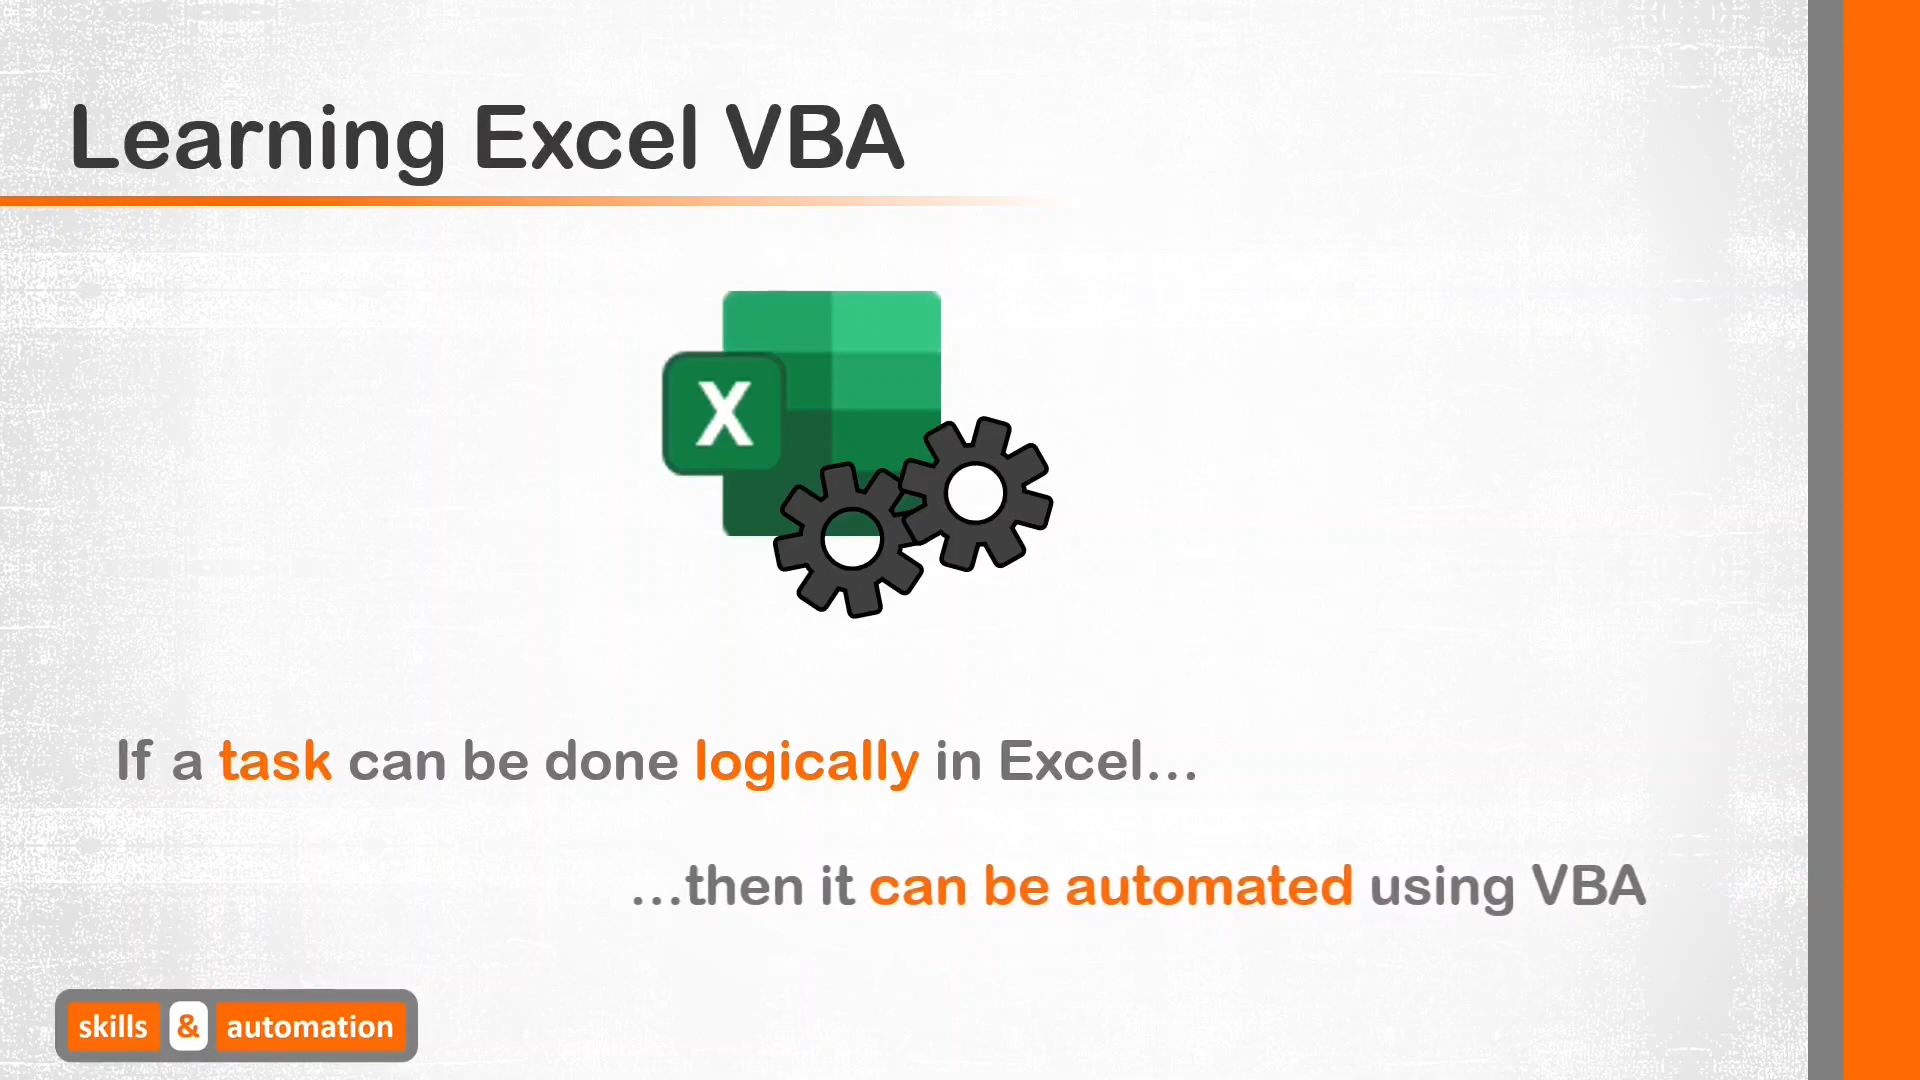 Learning Excel VBA
X
If a task can be done logically in Excel...
...then it can be automated using VBA
skills & automation